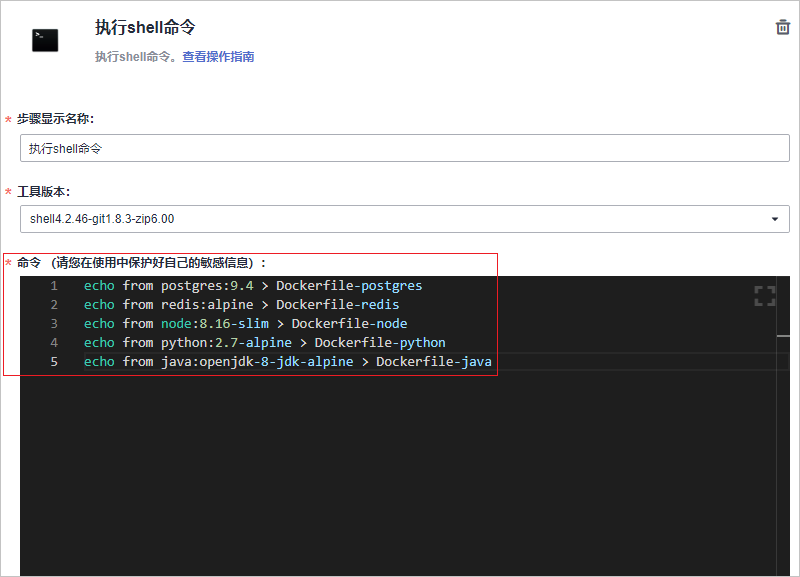 执行shell命令
执行shell命令。查看操作指南
* 步骤显示名称:
执行shell命令
* 工具版本:
shell4.2.46-git1.8.3-zip6.00
* 命令 （请您在使用中保护好自己的敏感信息）:
1 echo from postgres:9.4 > Dockerfile-postgres
2 echo from redis:alpine > Dockerfile-redis
3 echo from node:8.16-slim > Dockerfile-node
4 echo from python:2.7-alpine > Dockerfile-python
5 echo from java:openjdk-8-jdk-alpine > Dockerfile-java